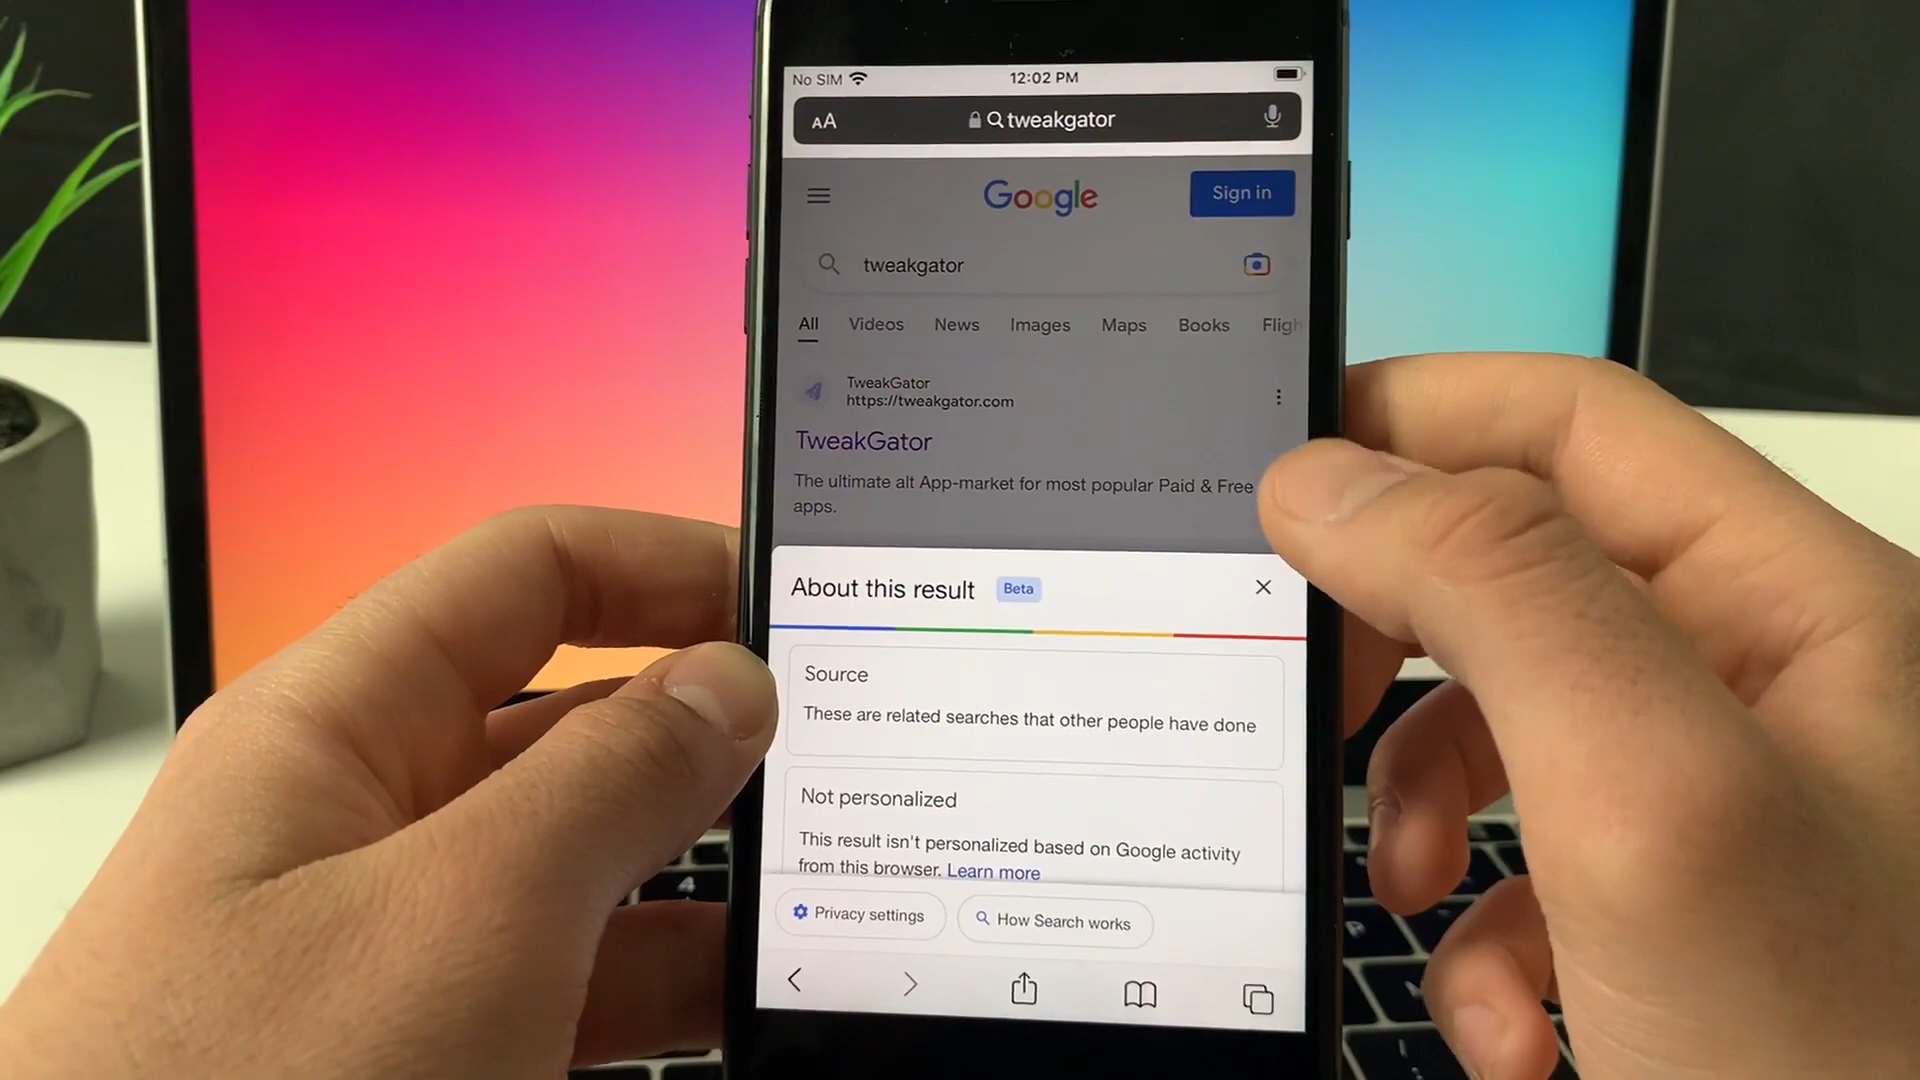 No SIM 12:02 PM
AA tweakgator
Google Sign in
tweakgator
All Videos News Images Maps Books Fligh
TweakGator
https://tweakgator.com
TweakGator
The ultimate alt App-market for most popular Paid & Free
apps.
About this result Beta
Source
These are related searches that other people have done
Not personalized
This result isn't personalized based on Google activity
from this browser. Learn more
Privacy settings How Search works
4
P